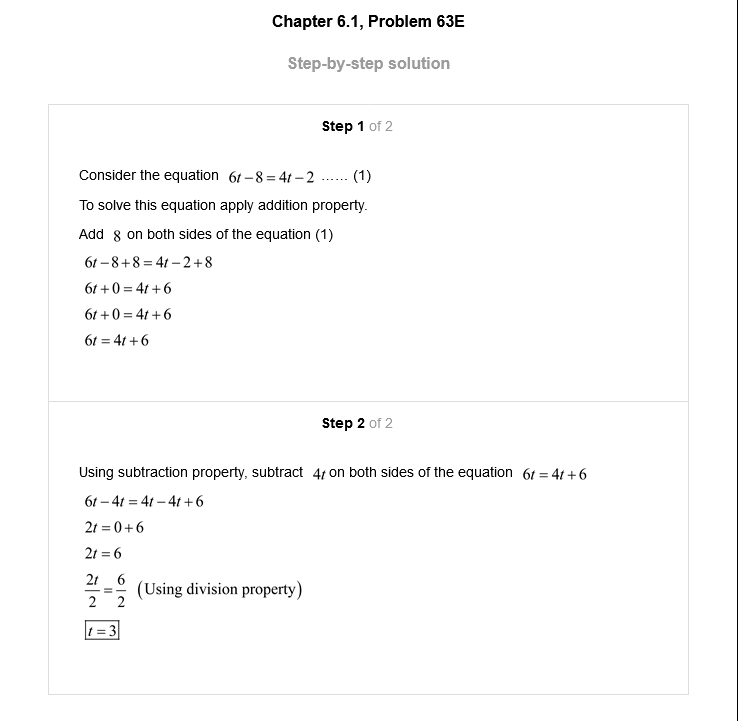 Chapter 6.1, Problem 63E
Step-by-step solution
Step 1 of 2
Consider the equation 6t – 8 = 4t – 2 ...... (1)
To solve this equation apply addition property.
Add 8 on both sides of the equation (1)
6t – 8 + 8 = 4t – 2 + 8
6t + 0 = 4t + 6
6t + 0 = 4t + 6
6t = 4t + 6
Step 2 of 2
Using subtraction property, subtract 4t on both sides of the equation 6t = 4t + 6
6t – 4t = 4t – 4t + 6
2t = 0 + 6
2t = 6
2t/2 = 6/2 (Using division property)
t = 3